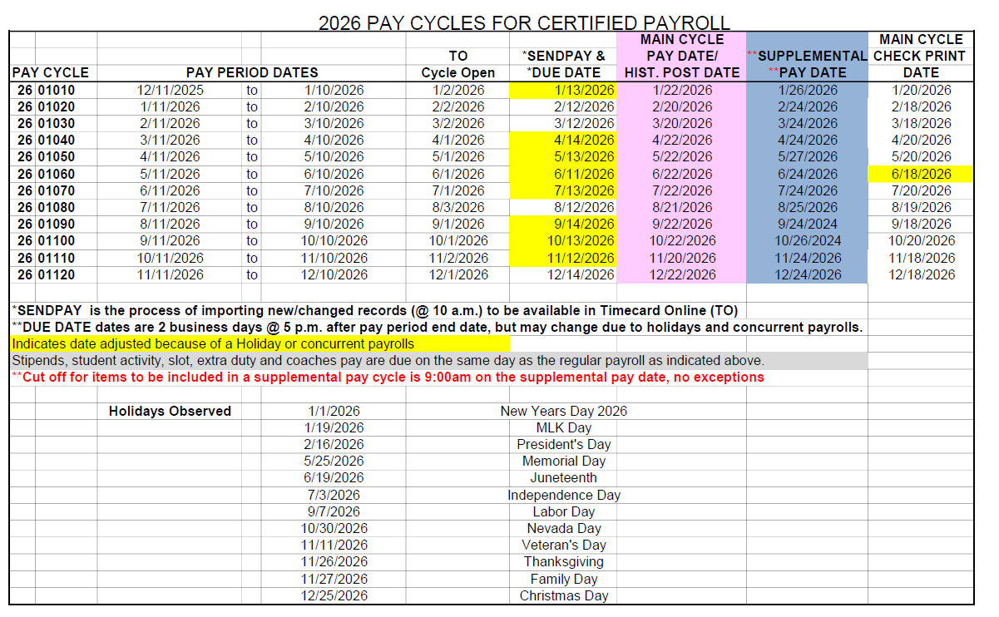 2026 PAY CYCLES FOR CERTIFIED PAYROLL
MAIN CYCLE MAIN CYCLE
TO *SENDPAY & PAY DATE/ **SUPPLEMENTAL CHECK PRINT
PAY CYCLE PAY PERIOD DATES Cycle Open *DUE DATE HIST. POST DATE **PAY DATE DATE
26 01010 12/11/2025 to 1/10/2026 1/2/2026 1/13/2026 1/22/2026 1/26/2026 1/20/2026
26 01020 1/11/2026 to 2/10/2026 2/2/2026 2/12/2026 2/20/2026 2/24/2026 2/18/2026
26 01030 2/11/2026 to 3/10/2026 3/2/2026 3/12/2026 3/20/2026 3/24/2026 3/18/2026
26 01040 3/11/2026 to 4/10/2026 4/1/2026 4/14/2026 4/22/2026 4/24/2026 4/20/2026
26 01050 4/11/2026 to 5/10/2026 5/1/2026 5/13/2026 5/22/2026 5/27/2026 5/20/2026
26 01060 5/11/2026 to 6/10/2026 6/1/2026 6/11/2026 6/22/2026 6/24/2026 6/18/2026
26 01070 6/11/2026 to 7/10/2026 7/1/2026 7/13/2026 7/22/2026 7/24/2026 7/20/2026
26 01080 7/11/2026 to 8/10/2026 8/3/2026 8/12/2026 8/21/2026 8/25/2026 8/19/2026
26 01090 8/11/2026 to 9/10/2026 9/1/2026 9/14/2026 9/22/2026 9/24/2024 9/18/2026
26 01100 9/11/2026 to 10/10/2026 10/1/2026 10/13/2026 10/22/2026 10/26/2024 10/20/2026
26 01110 10/11/2026 to 11/10/2026 11/2/2026 11/12/2026 11/20/2026 11/24/2026 11/18/2026
26 01120 11/11/2026 to 12/10/2026 12/1/2026 12/14/2026 12/22/2026 12/24/2026 12/18/2026
*SENDPAY is the process of importing new/changed records (@ 10 a.m.) to be available in Timecard Online (TO)
**DUE DATE dates are 2 business days @ 5 p.m. after pay period end date, but may change due to holidays and concurrent payrolls.
Indicates date adjusted because of a Holiday or concurrent payrolls
Stipends, student activity, slot, extra duty and coaches pay are due on the same day as the regular payroll as indicated above.
**Cut off for items to be included in a supplemental pay cycle is 9:00am on the supplemental pay date, no exceptions
Holidays Observed 1/1/2026 New Years Day 2026
1/19/2026 MLK Day
2/16/2026 President's Day
5/25/2026 Memorial Day
6/19/2026 Juneteenth
7/3/2026 Independence Day
9/7/2026 Labor Day
10/30/2026 Nevada Day
11/11/2026 Veteran's Day
11/26/2026 Thanksgiving
11/27/2026 Family Day
12/25/2026 Christmas Day